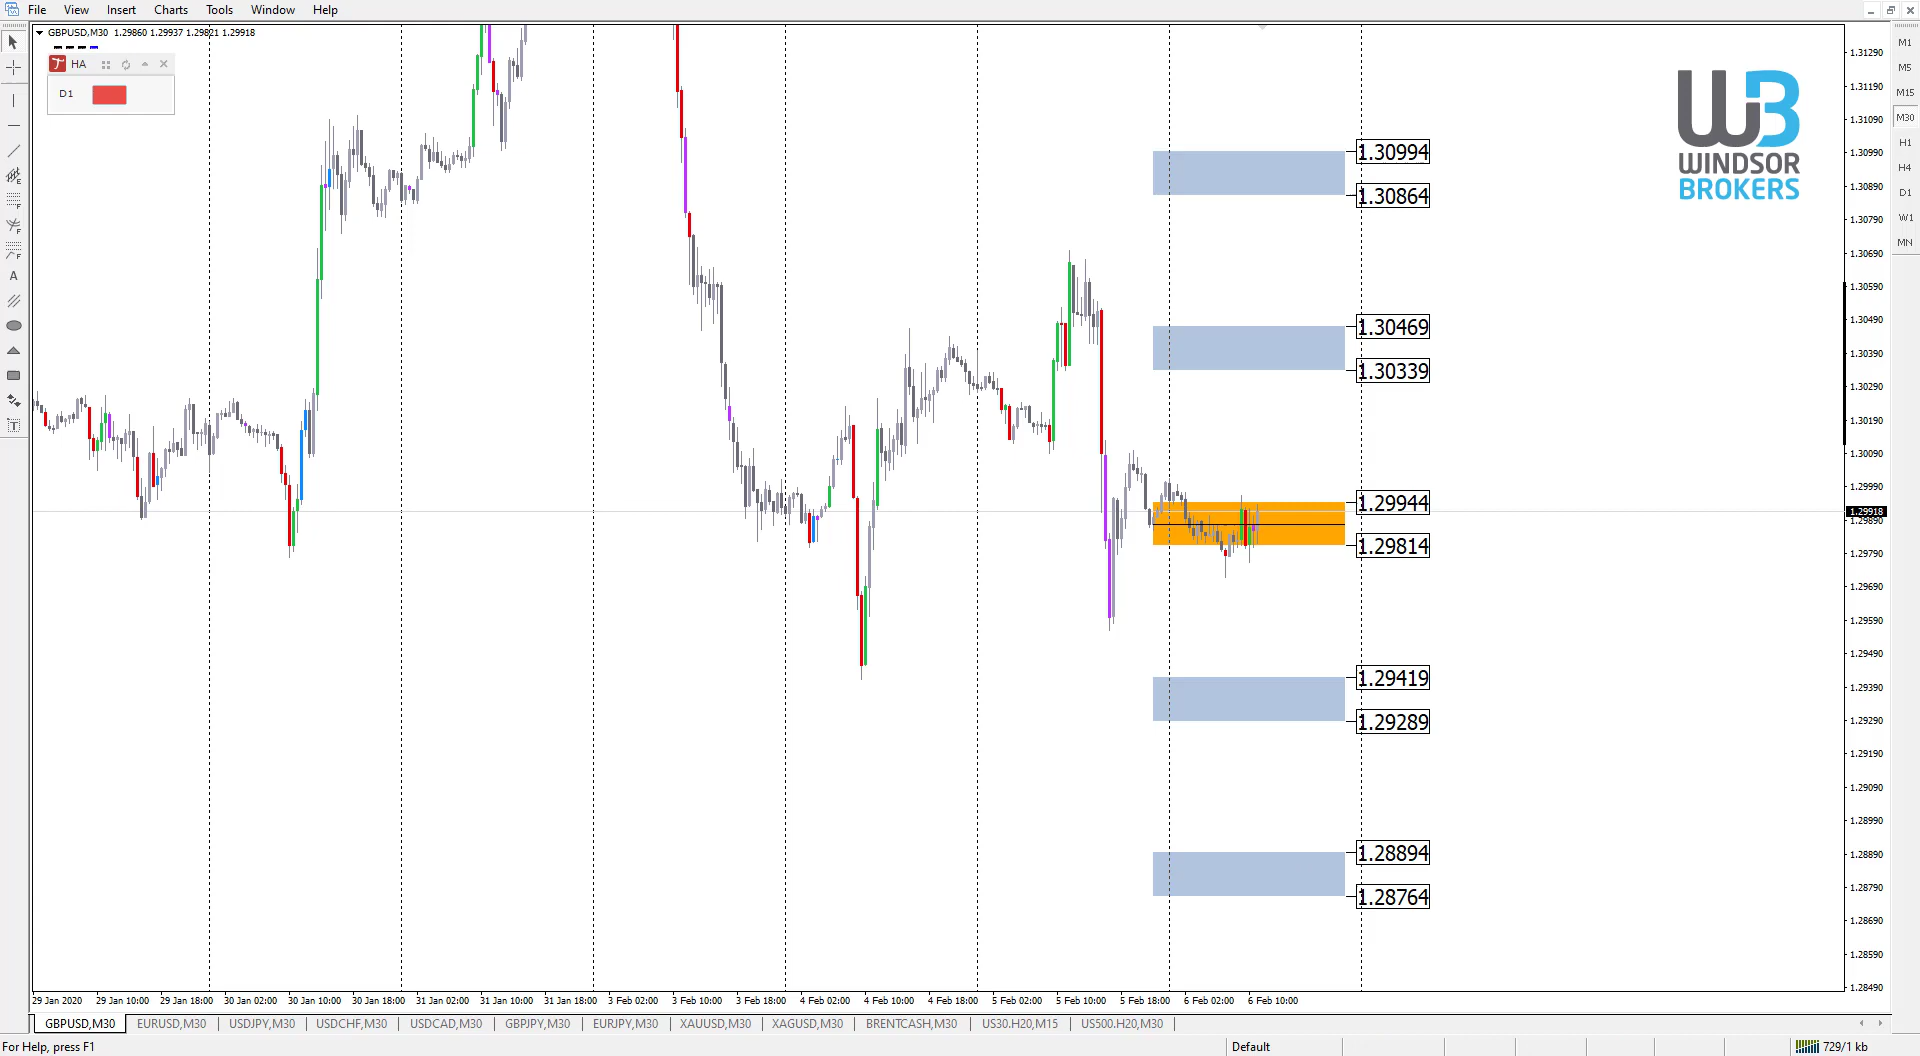 File View Insert Charts Tools Window Help
GBPUSD,M30 1.29860 1.29937 1.29821 1.29918
HA
D1
M1
M5
M15
M30
H1
H4
D1
W1
MN
WINDSOR
BROKERS
1.30994
1.30864
1.30469
1.30339
1.29944
1.29814
1.29419
1.29289
1.28894
1.28764
1.31290
1.31190
1.31090
1.30990
1.30890
1.30790
1.30690
1.30590
1.30490
1.30390
1.30290
1.30190
1.30090
1.29990
1.29918
1.29890
1.29790
1.29690
1.29590
1.29490
1.29390
1.29290
1.29190
1.29090
1.28990
1.28890
1.28790
1.28690
1.28590
1.28490
29 Jan 2020 29 Jan 10:00 29 Jan 18:00 30 Jan 02:00 30 Jan 10:00 30 Jan 18:00 31 Jan 02:00 31 Jan 10:00 31 Jan 18:00 3 Feb 02:00 3 Feb 10:00 3 Feb 18:00 4 Feb 02:00 4 Feb 10:00 4 Feb 18:00 5 Feb 02:00 5 Feb 10:00 5 Feb 18:00 6 Feb 02:00 6 Feb 10:00
GBPUSD,M30 EURUSD,M30 USDJPY,M30 USDCHF,M30 USDCAD,M30 GBPJPY,M30 EURJPY,M30 XAUUSD,M30 XAGUSD,M30 BRENTCASH,M30 US30.H20,M15 US500.H20,M30
For Help, press F1 Default 729/1 kb